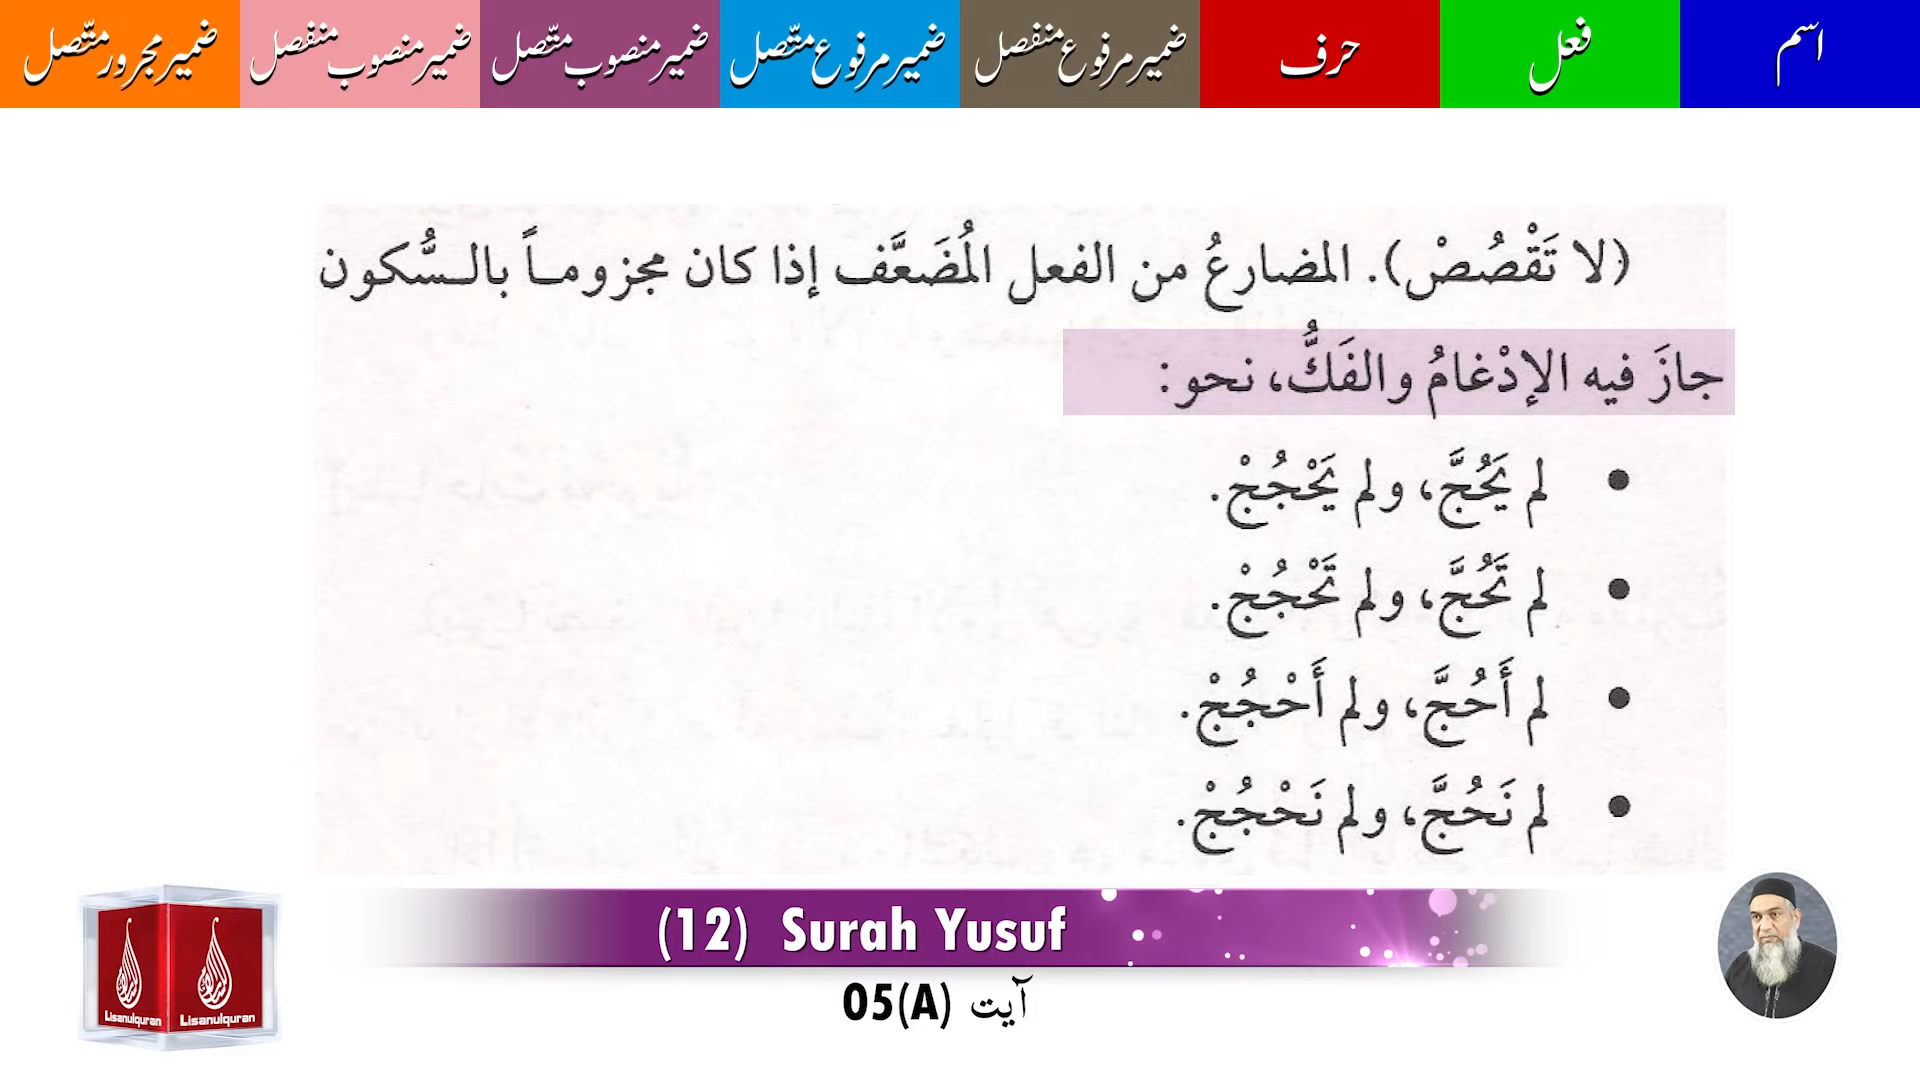 اسم فعل حرف ضمیر مرفوع منفصل ضمیر مرفوع متّصل ضمیر منصوب متّصل ضمیر منصوب منفصل ضمیر مجرور متّصل
(لا تَقْصُصْ). المضارعُ من الفعل المُضَعَّف إذا كان مجزوماً بالسُّكون
جازَ فيه الإدْغامُ والفَكُّ، نحو:
• لم يَحُجَّ، ولم يَحْجُجْ.
• لم تَحُجَّ، ولم تَحْجُجْ.
• لم أَحُجَّ، ولم أَحْجُجْ.
• لم نَحُجَّ، ولم نَحْجُجْ.
(12) Surah Yusuf
آیت 05(A)
Lisanulquran Lisanulquran